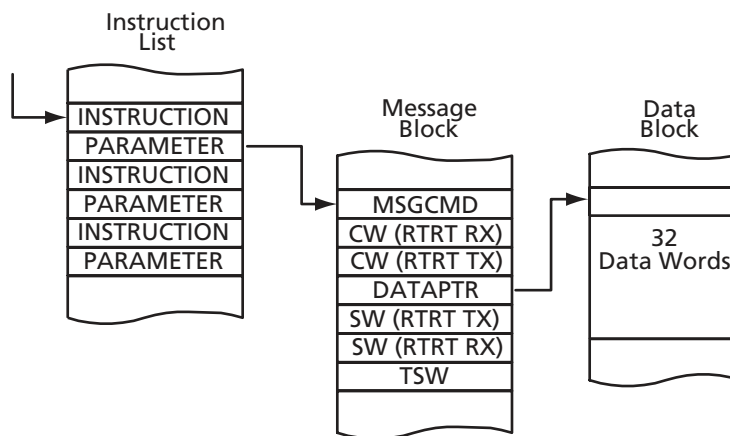 Instruction
List
INSTRUCTION
PARAMETER
INSTRUCTION
PARAMETER
INSTRUCTION
PARAMETER
Message
Block
MSGCMD
CW (RTRT RX)
CW (RTRT TX)
DATAPTR
SW (RTRT TX)
SW (RTRT RX)
TSW
Data
Block
32
Data Words